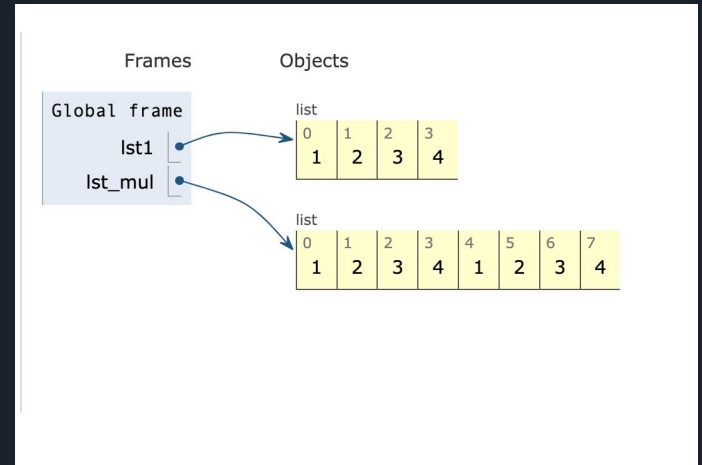 Frames Objects
Global frame
lst1
lst_mul
list
0 1 2 3
1 2 3 4
list
0 1 2 3 4 5 6 7
1 2 3 4 1 2 3 4